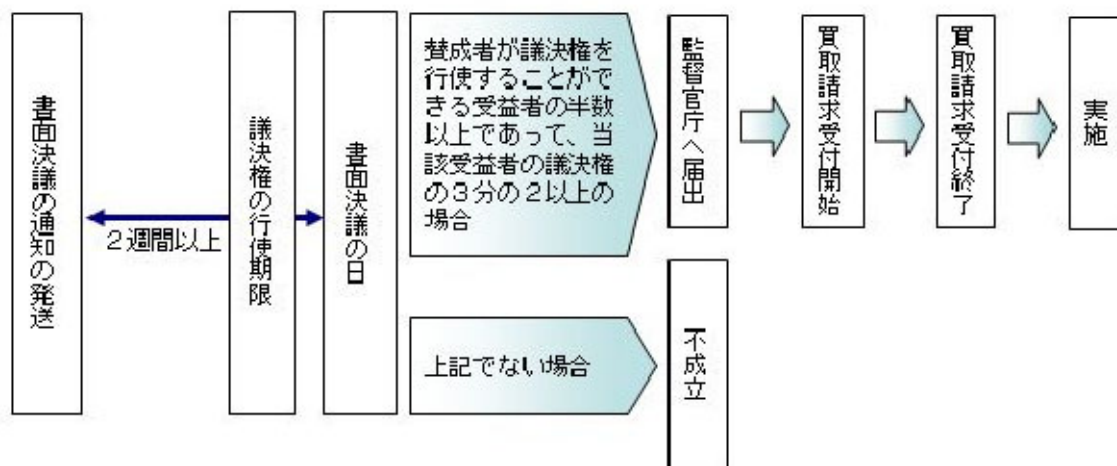 書面決議の通知の発送
2週間以上
議決権の行使期限
書面決議の日
賛成者が議決権を
行使することがで
きる受益者の半数
以上であって、当
該受益者の議決権
の3分の2以上の
場合
監督官庁へ届出
買取請求受付開始
買取請求受付終了
実施
上記でない場合
不成立